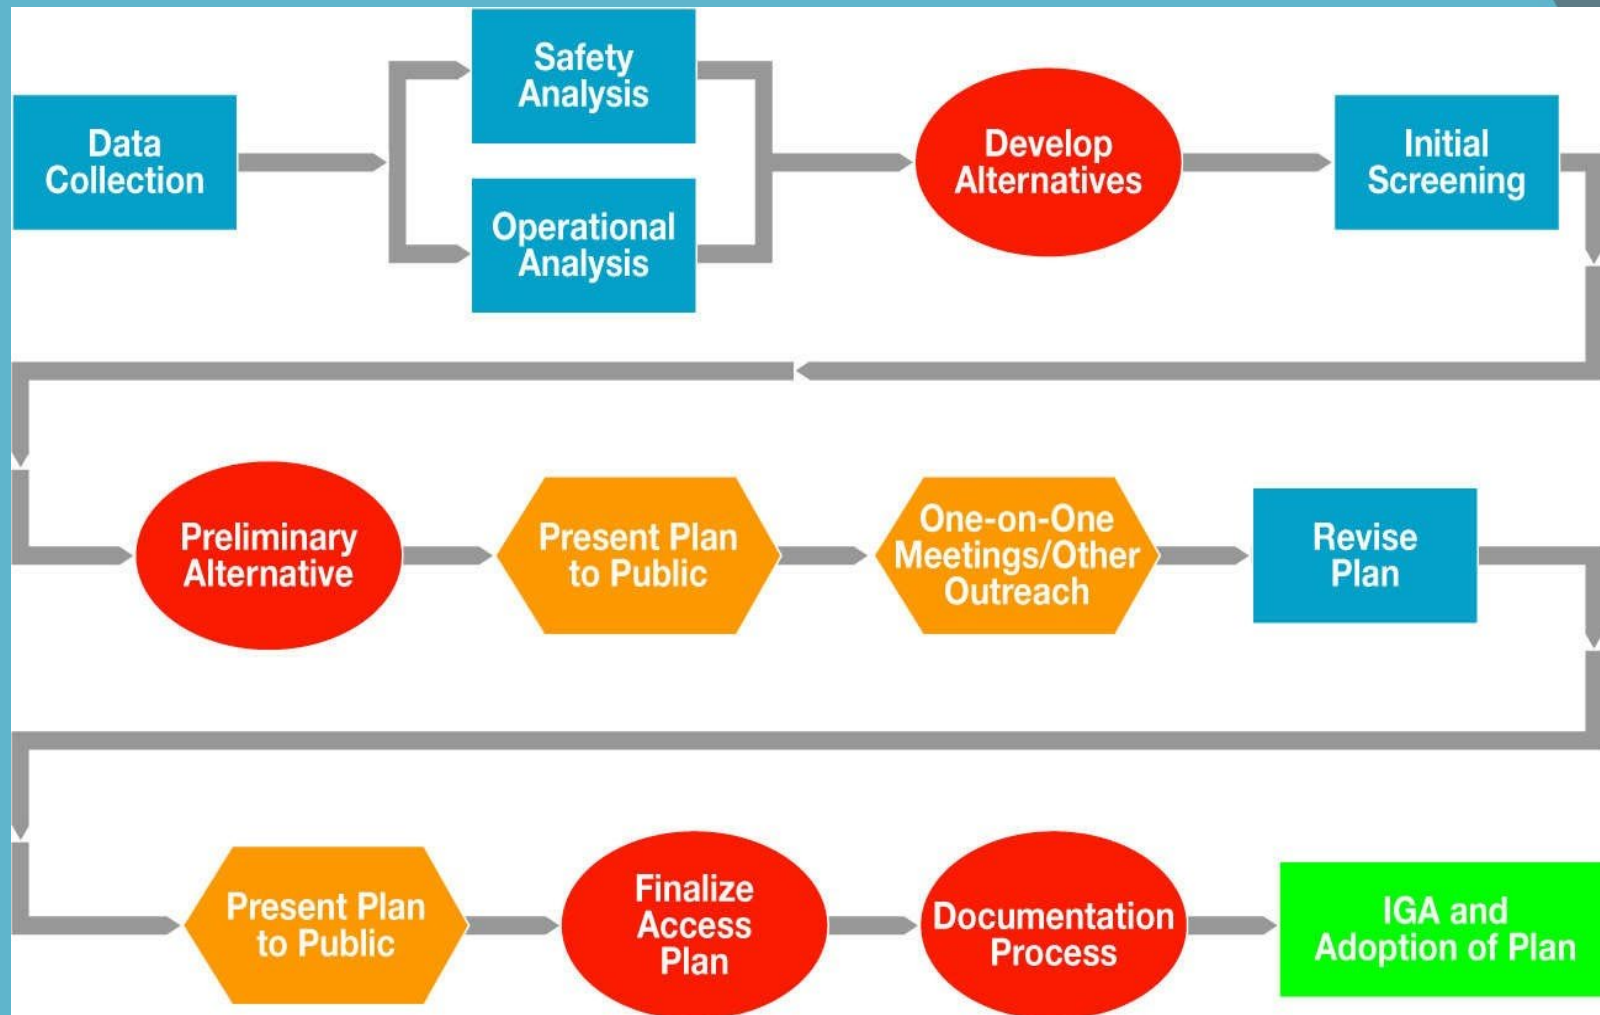 Data
Collection
Safety
Analysis
Operational
Analysis
Develop
Alternatives
Initial
Screening
Preliminary
Alternative
Present Plan
to Public
One-on-One
Meetings/Other
Outreach
Revise
Plan
Present Plan
to Public
Finalize
Access
Plan
Documentation
Process
IGA and
Adoption of Plan